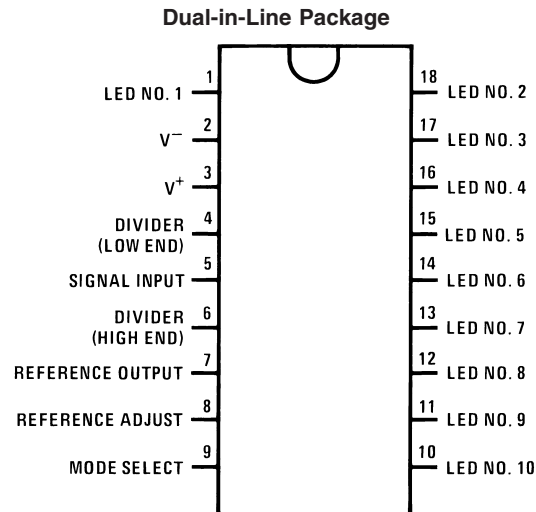 Dual-in-Line Package
1
LED NO. 1
18
LED NO. 2
2
V⁻
17
LED NO. 3
3
V⁺
16
LED NO. 4
4
DIVIDER
(LOW END)
15
LED NO. 5
5
SIGNAL INPUT
14
LED NO. 6
6
DIVIDER
(HIGH END)
13
LED NO. 7
7
REFERENCE OUTPUT
12
LED NO. 8
8
REFERENCE ADJUST
11
LED NO. 9
9
MODE SELECT
10
LED NO. 10